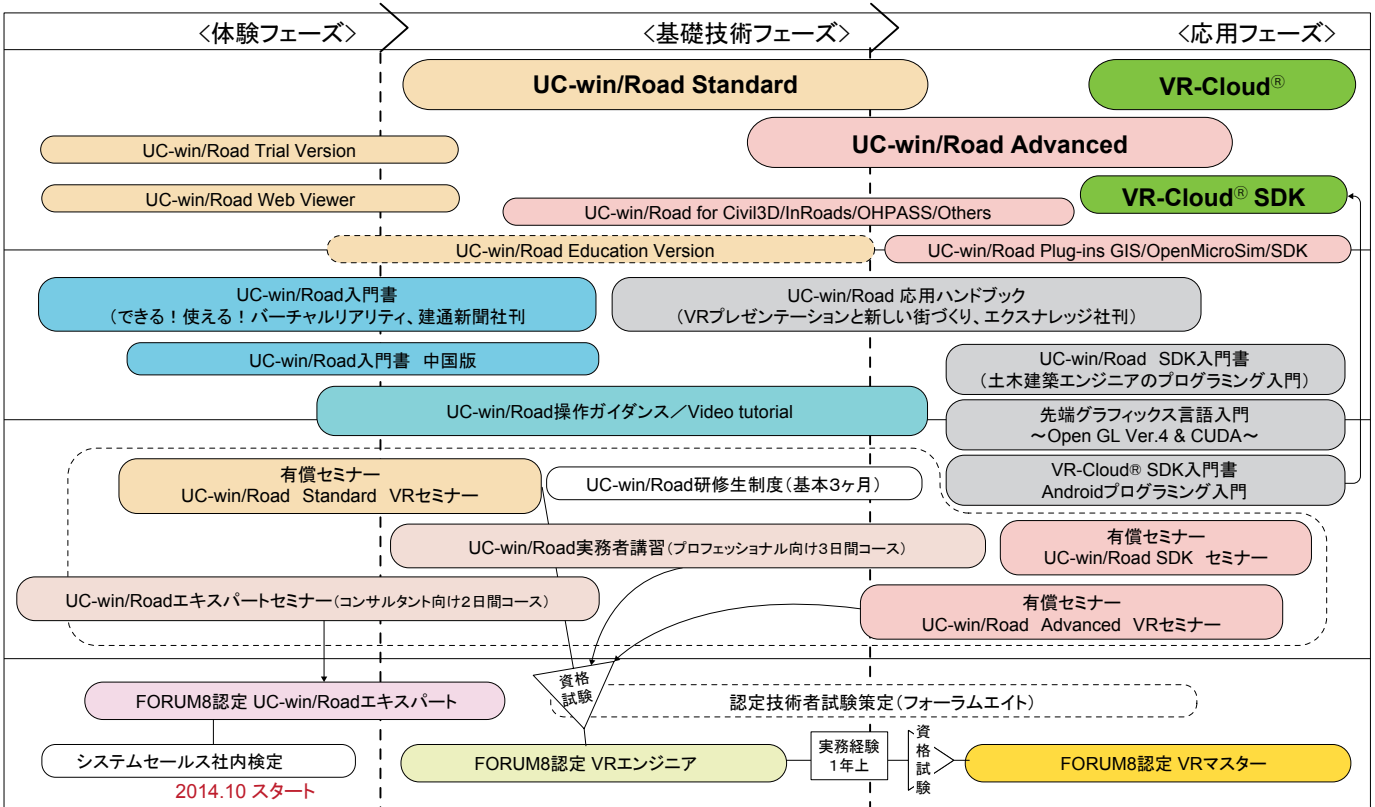 <体験フェーズ>
<基礎技術フェーズ>
<応用フェーズ>
UC-win/Road Standard
VR-Cloud®
UC-win/Road Advanced
UC-win/Road Trial Version
UC-win/Road Web Viewer
VR-Cloud® SDK
UC-win/Road for Civil3D/InRoads/OHPASS/Others
UC-win/Road Education Version
UC-win/Road Plug-ins GIS/OpenMicroSim/SDK
UC-win/Road入門書
(できる！使える！バーチャルリアリティ、建通新聞社刊
UC-win/Road 応用ハンドブック
(VRプレゼンテーションと新しい街づくり、エクスナレッジ社刊)
UC-win/Road入門書 中国版
UC-win/Road SDK入門書
(土木建築エンジニアのプログラミング入門)
UC-win/Road操作ガイダンス／Video tutorial
先端グラフィックス言語入門
～Open GL Ver.4 & CUDA～
有償セミナー
UC-win/Road Standard VRセミナー
UC-win/Road研修生制度(基本3ヶ月)
VR-Cloud® SDK入門書
Androidプログラミング入門
UC-win/Road実務者講習(プロフェッショナル向け3日間コース)
有償セミナー
UC-win/Road SDK セミナー
UC-win/Roadエキスパートセミナー(コンサルタント向け2日間コース)
有償セミナー
UC-win/Road Advanced VRセミナー
資格
試験
FORUM8認定 UC-win/Roadエキスパート
認定技術者試験策定(フォーラムエイト)
システムセールス社内検定
2014.10 スタート
FORUM8認定 VRエンジニア
実務経験
1年上
資格試験
FORUM8認定 VRマスター